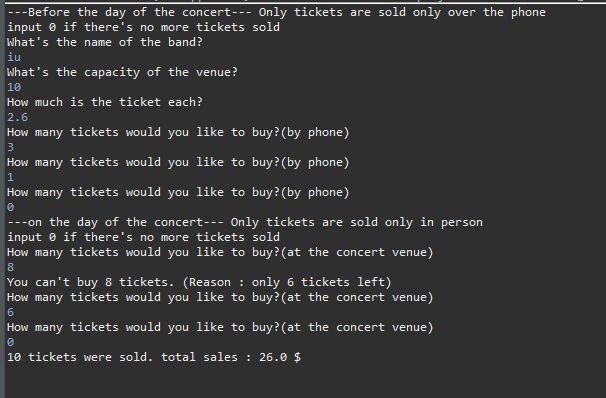 ---Before the day of the concert--- Only tickets are sold only over the phone
input 0 if there's no more tickets sold
What's the name of the band?
iu
What's the capacity of the venue?
10
How much is the ticket each?
2.6
How many tickets would you like to buy?(by phone)
3
How many tickets would you like to buy?(by phone)
1
How many tickets would you like to buy?(by phone)
0
---on the day of the concert--- Only tickets are sold only in person
input 0 if there's no more tickets sold
How many tickets would you like to buy?(at the concert venue)
8
You can't buy 8 tickets. (Reason : only 6 tickets left)
How many tickets would you like to buy?(at the concert venue)
6
How many tickets would you like to buy?(at the concert venue)
0
10 tickets were sold. total sales : 26.0 $